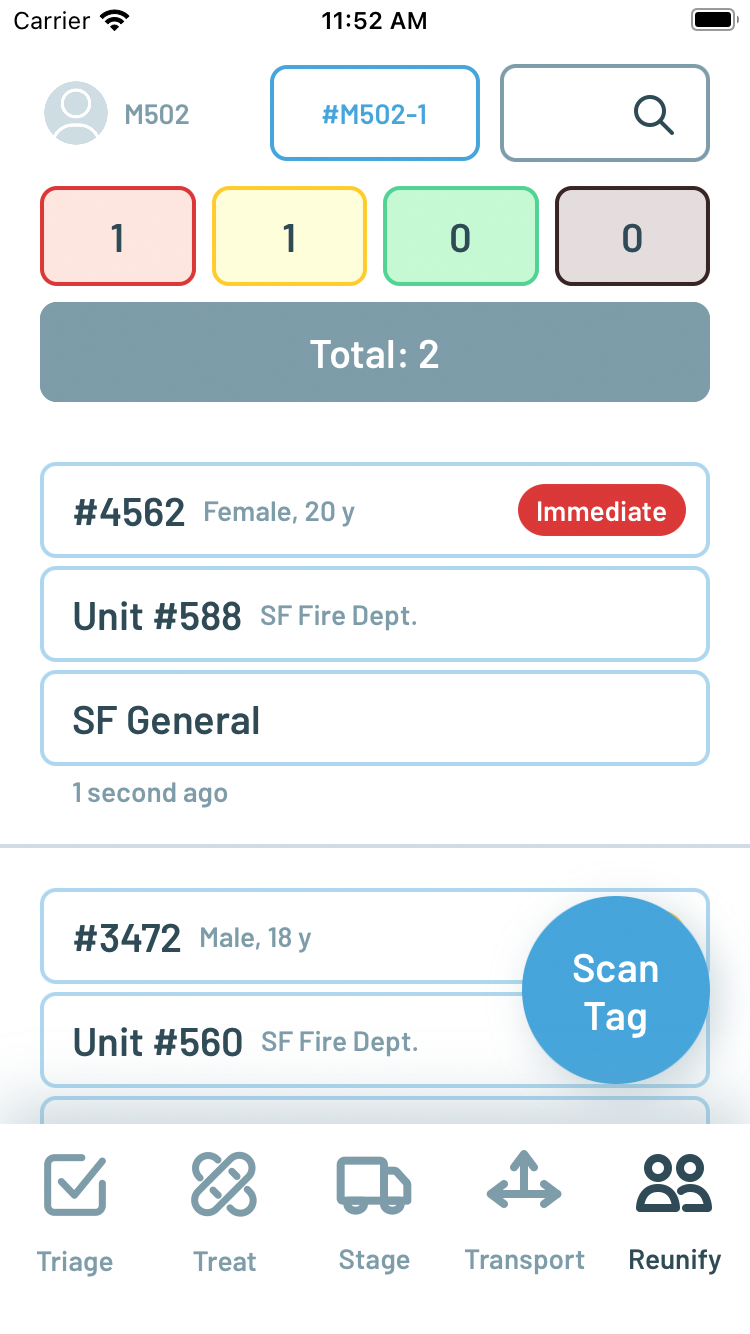 Carrier 11:52 AM
M502 #M502-1
1 1 0 0
Total: 2
#4562 Female, 20 y Immediate
Unit #588 SF Fire Dept.
SF General
1 second ago
#3472 Male, 18 y
Unit #560 SF Fire Dept.
Scan
Tag
Triage Treat Stage Transport Reunify